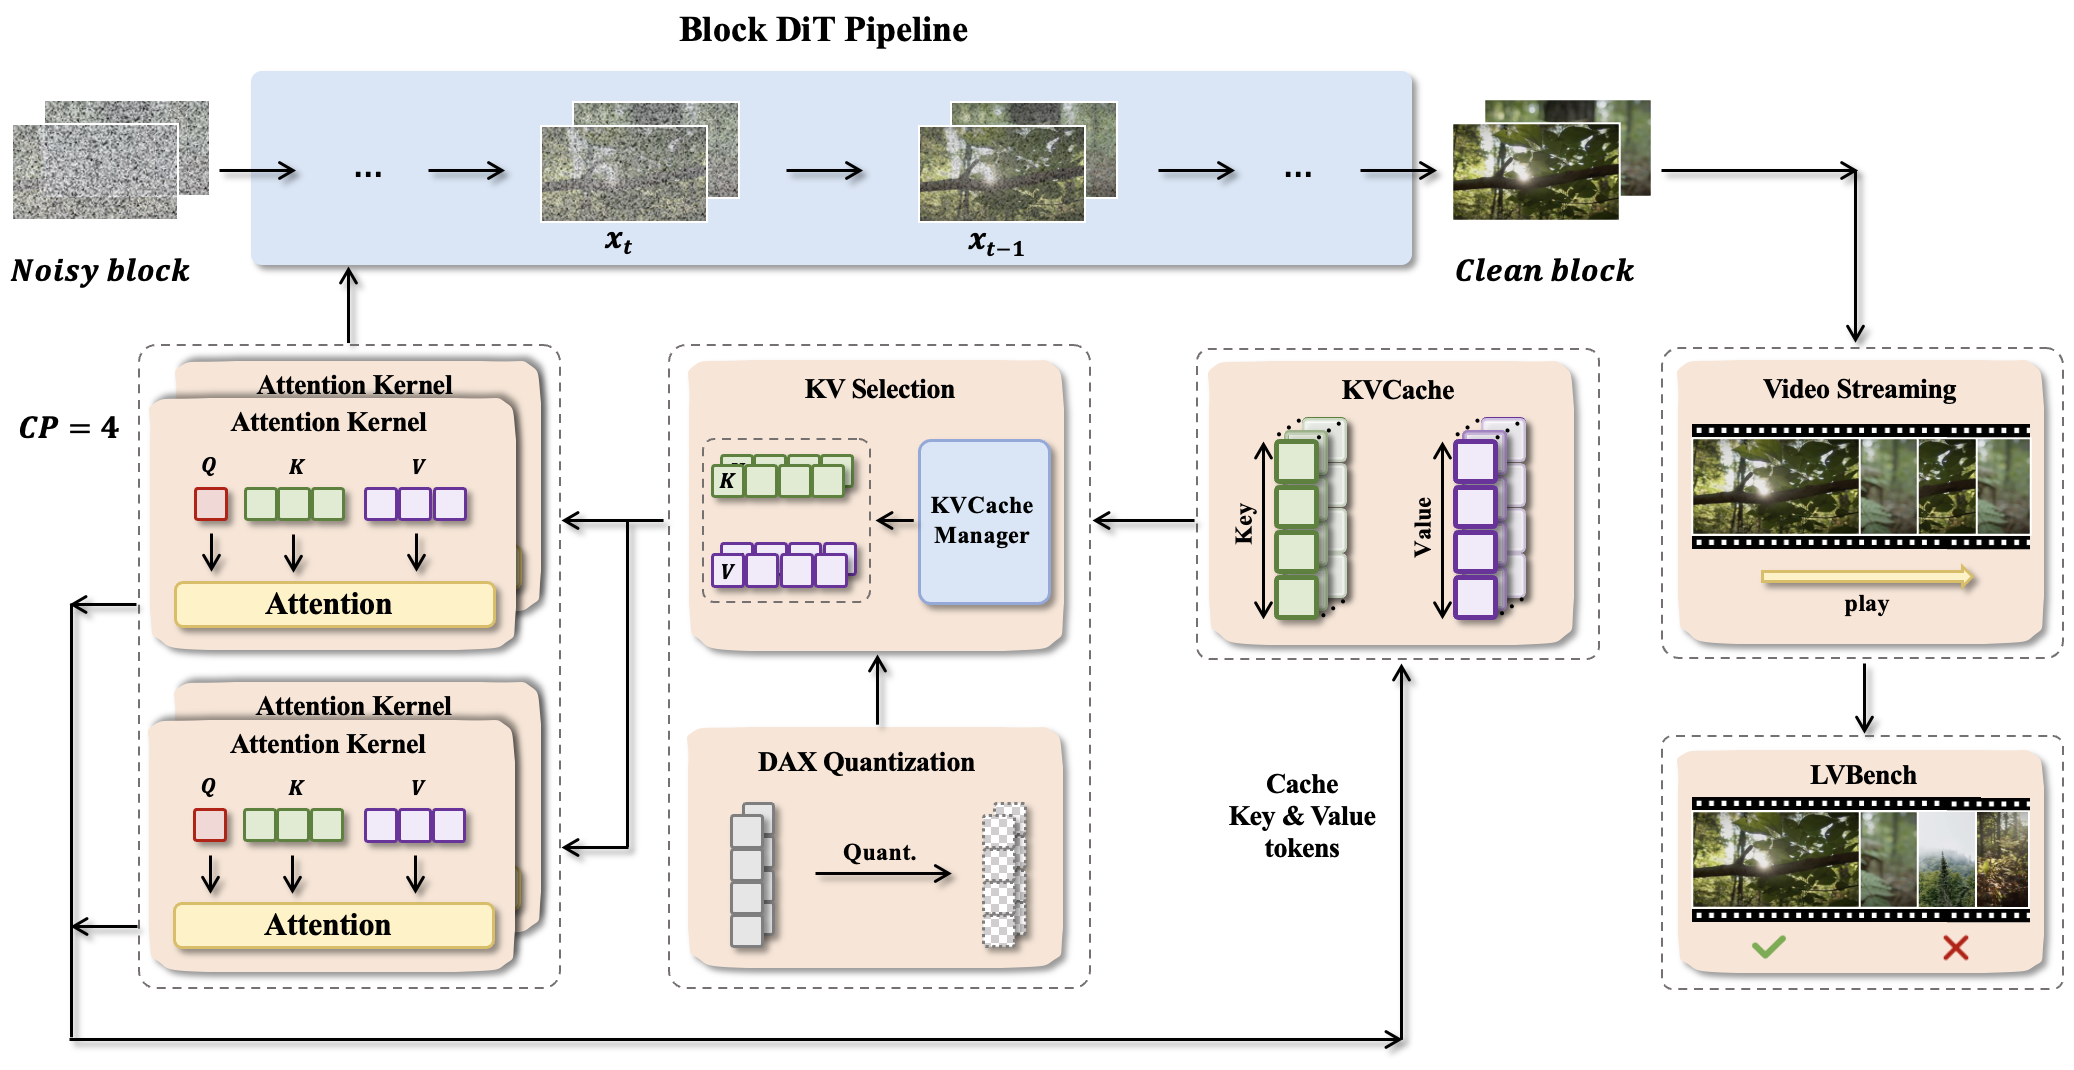 Block DiT Pipeline
...
...
x_t
x_{t-1}
Noisy block
Clean block
CP = 4
Attention Kernel
Attention Kernel
Q K V
Attention
Attention Kernel
Attention Kernel
Q K V
Attention
KV Selection
K
V
KVCache
Manager
DAX Quantization
Quant.
KVCache
Key
Value
Cache
Key & Value
tokens
Video Streaming
play
LVBench